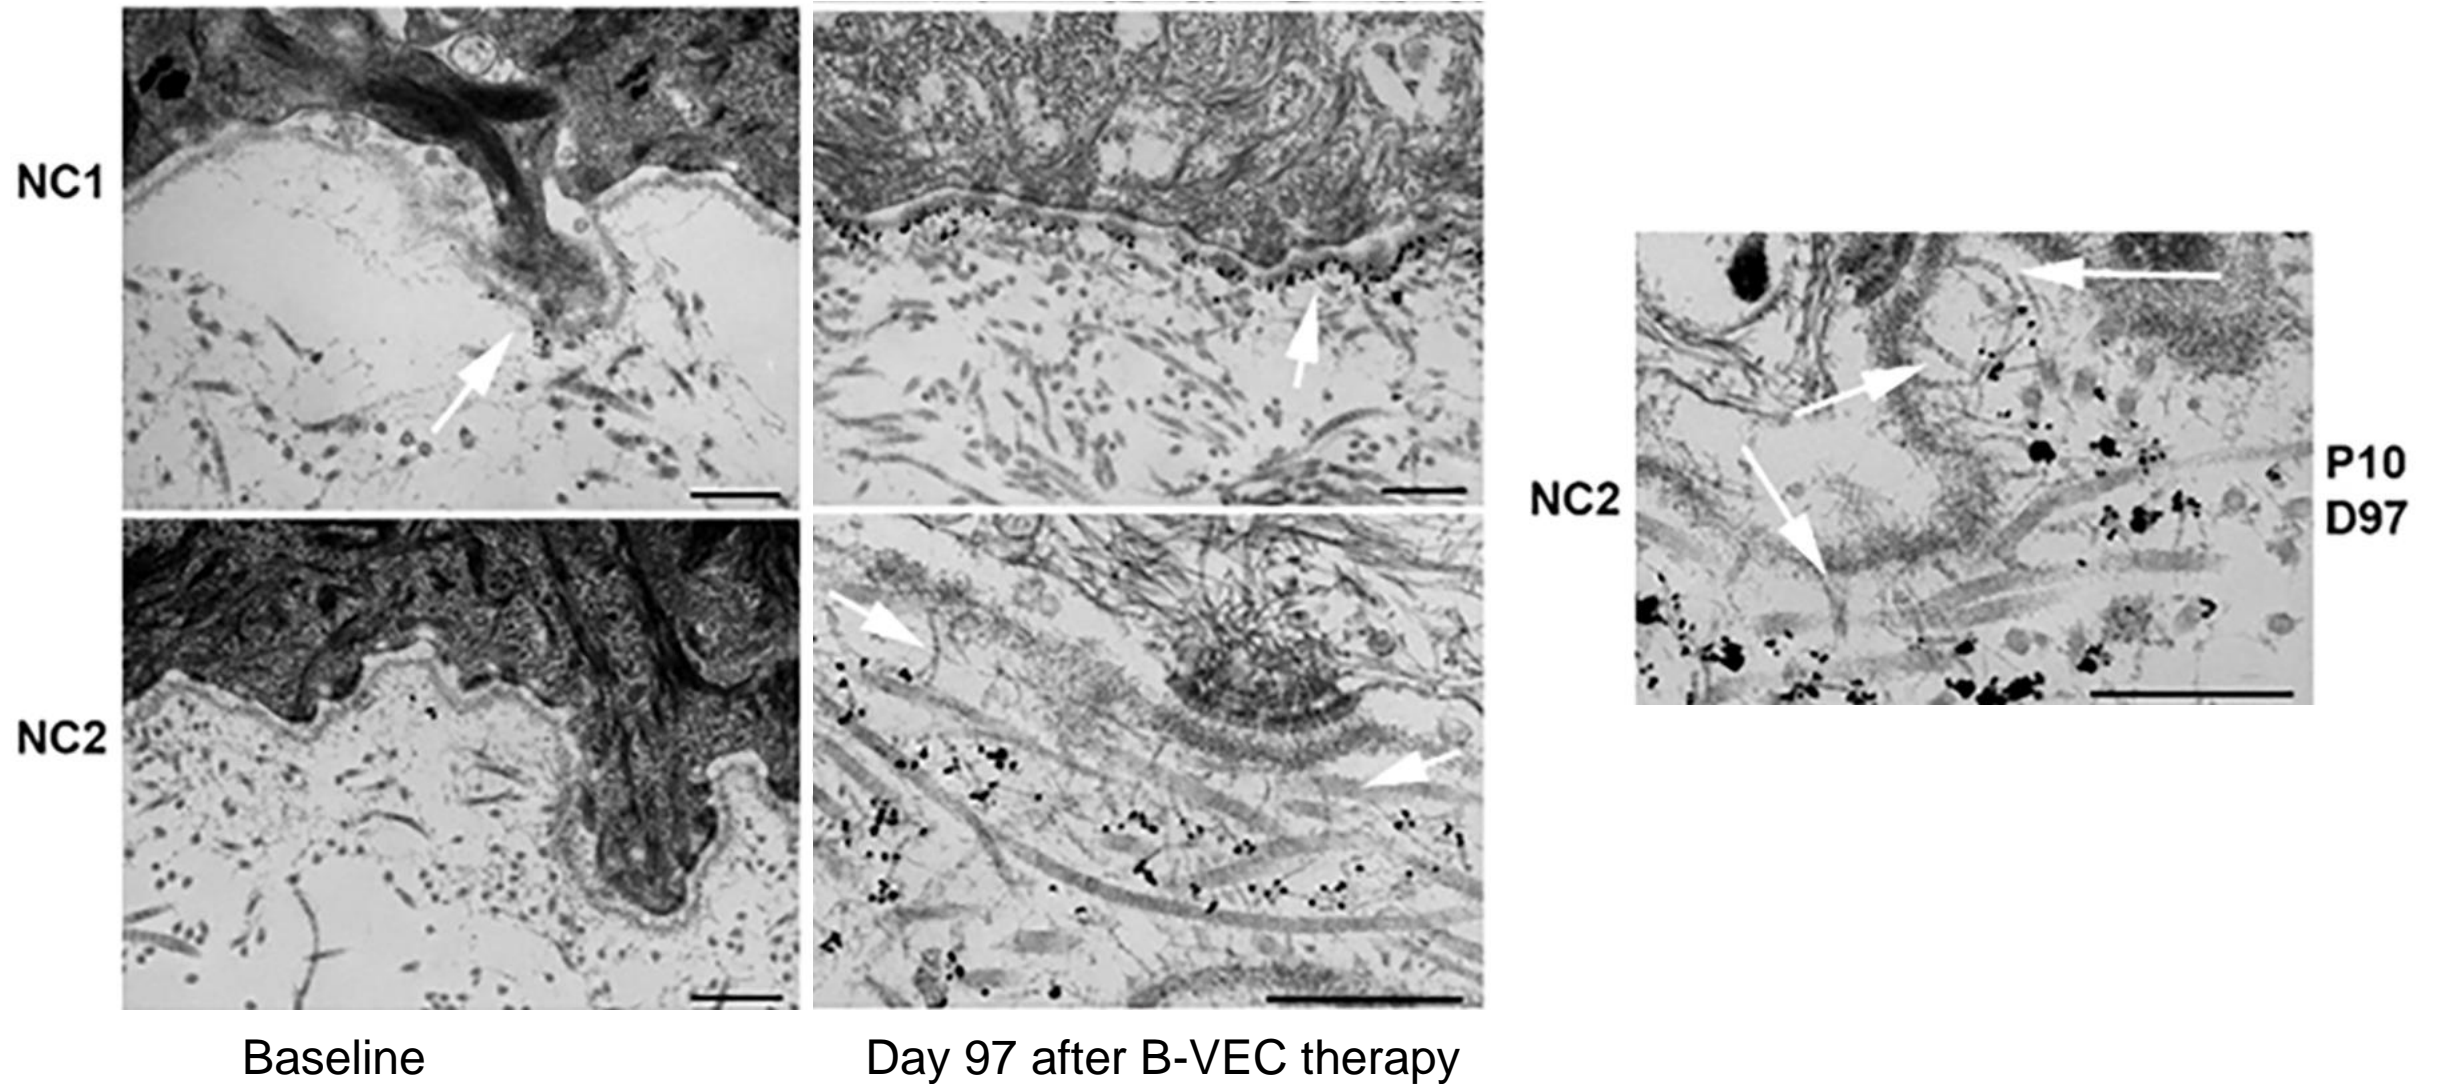 NC1
NC2
NC2
P10
D97
Baseline
Day 97 after B-VEC therapy